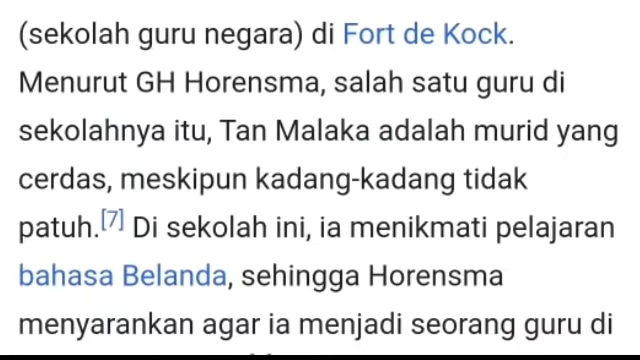 (sekolah guru negara) di Fort de Kock.
Menurut GH Horensma, salah satu guru di
sekolahnya itu, Tan Malaka adalah murid yang
cerdas, meskipun kadang-kadang tidak
patuh.[7] Di sekolah ini, ia menikmati pelajaran
bahasa Belanda, sehingga Horensma
menyarankan agar ia menjadi seorang guru di